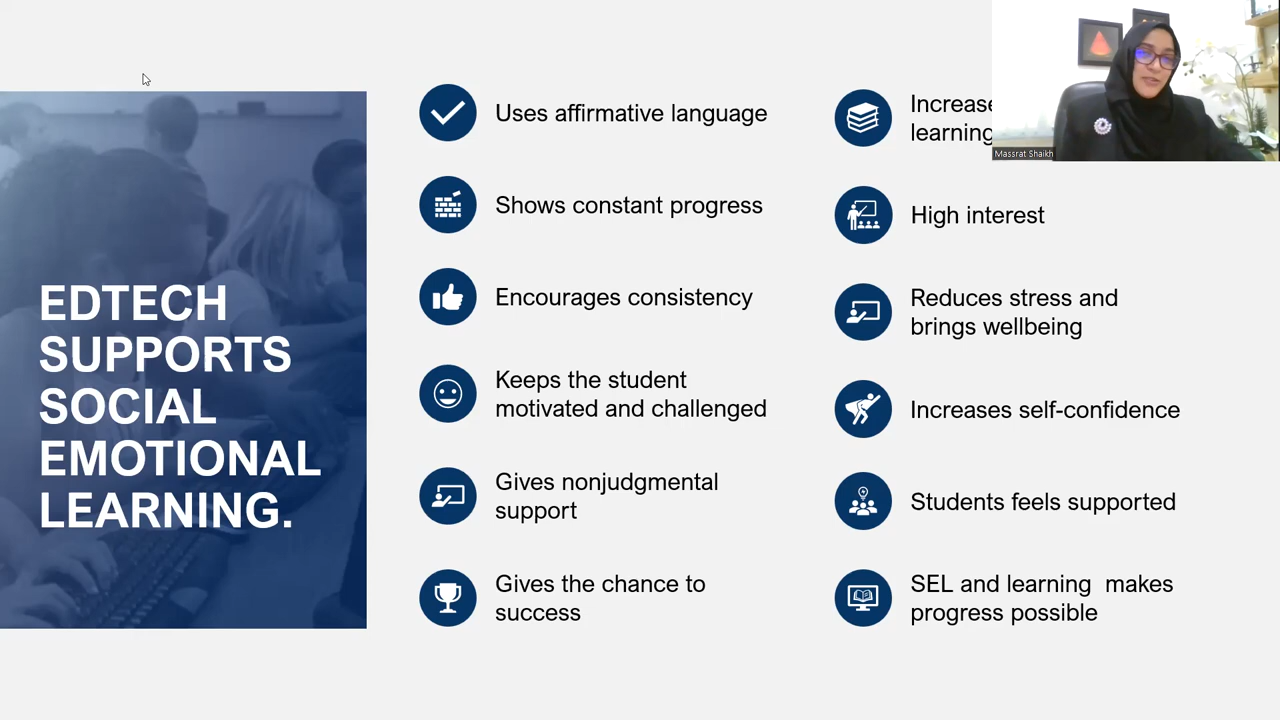 EDTECH
SUPPORTS
SOCIAL
EMOTIONAL
LEARNING.
Uses affirmative language
Shows constant progress
Encourages consistency
Keeps the student
motivated and challenged
Gives nonjudgmental
support
Gives the chance to
success
learning
High interest
Reduces stress and
brings wellbeing
Increases self-confidence
Students feels supported
SEL and learning makes
progress possible
Massrat Shaikh